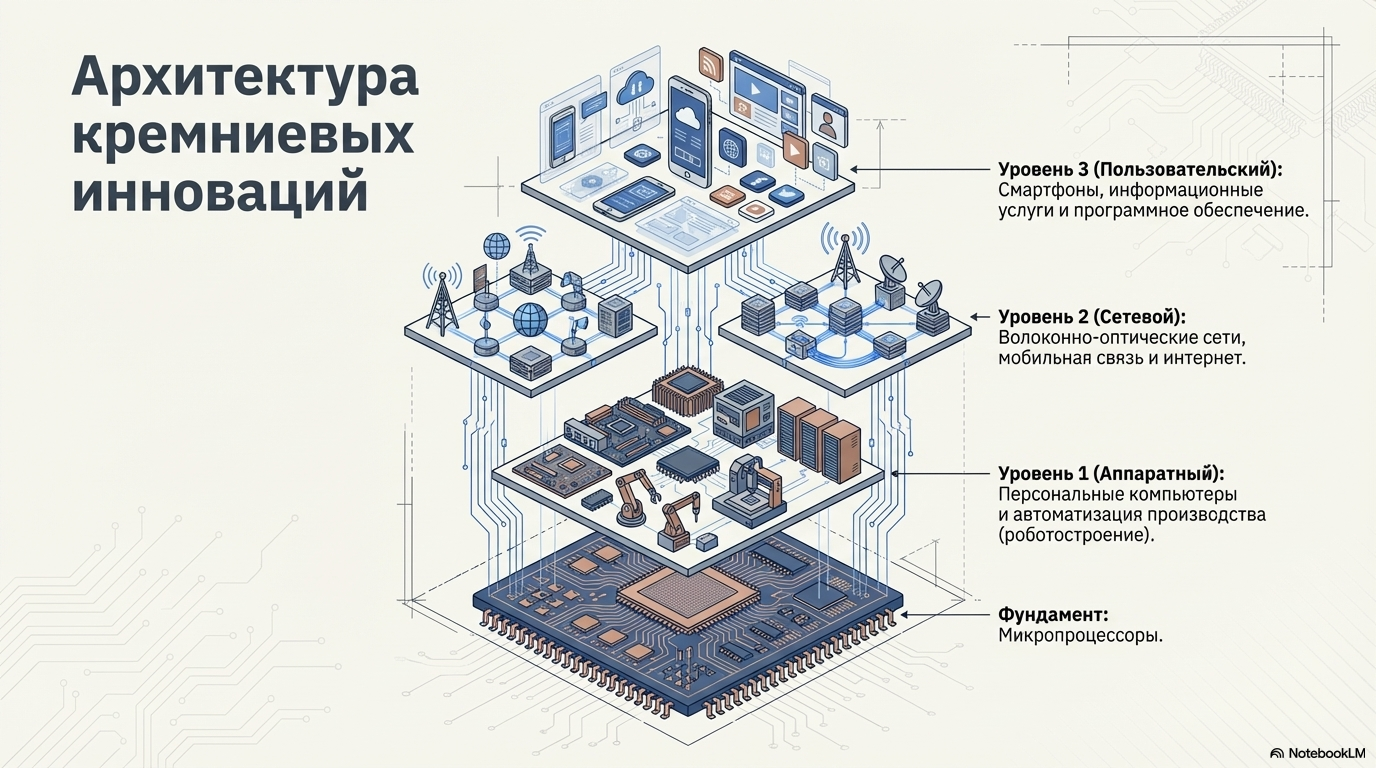 Архитектура
кремниевых
инноваций
Уровень 3 (Пользовательский):
Смартфоны, информационные
услуги и программное обеспечение.
Уровень 2 (Сетевой):
Волоконно-оптические сети,
мобильная связь и интернет.
Уровень 1 (Аппаратный):
Персональные компьютеры
и автоматизация производства
(роботостроение).
Фундамент:
Микропроцессоры.
NotebookLM